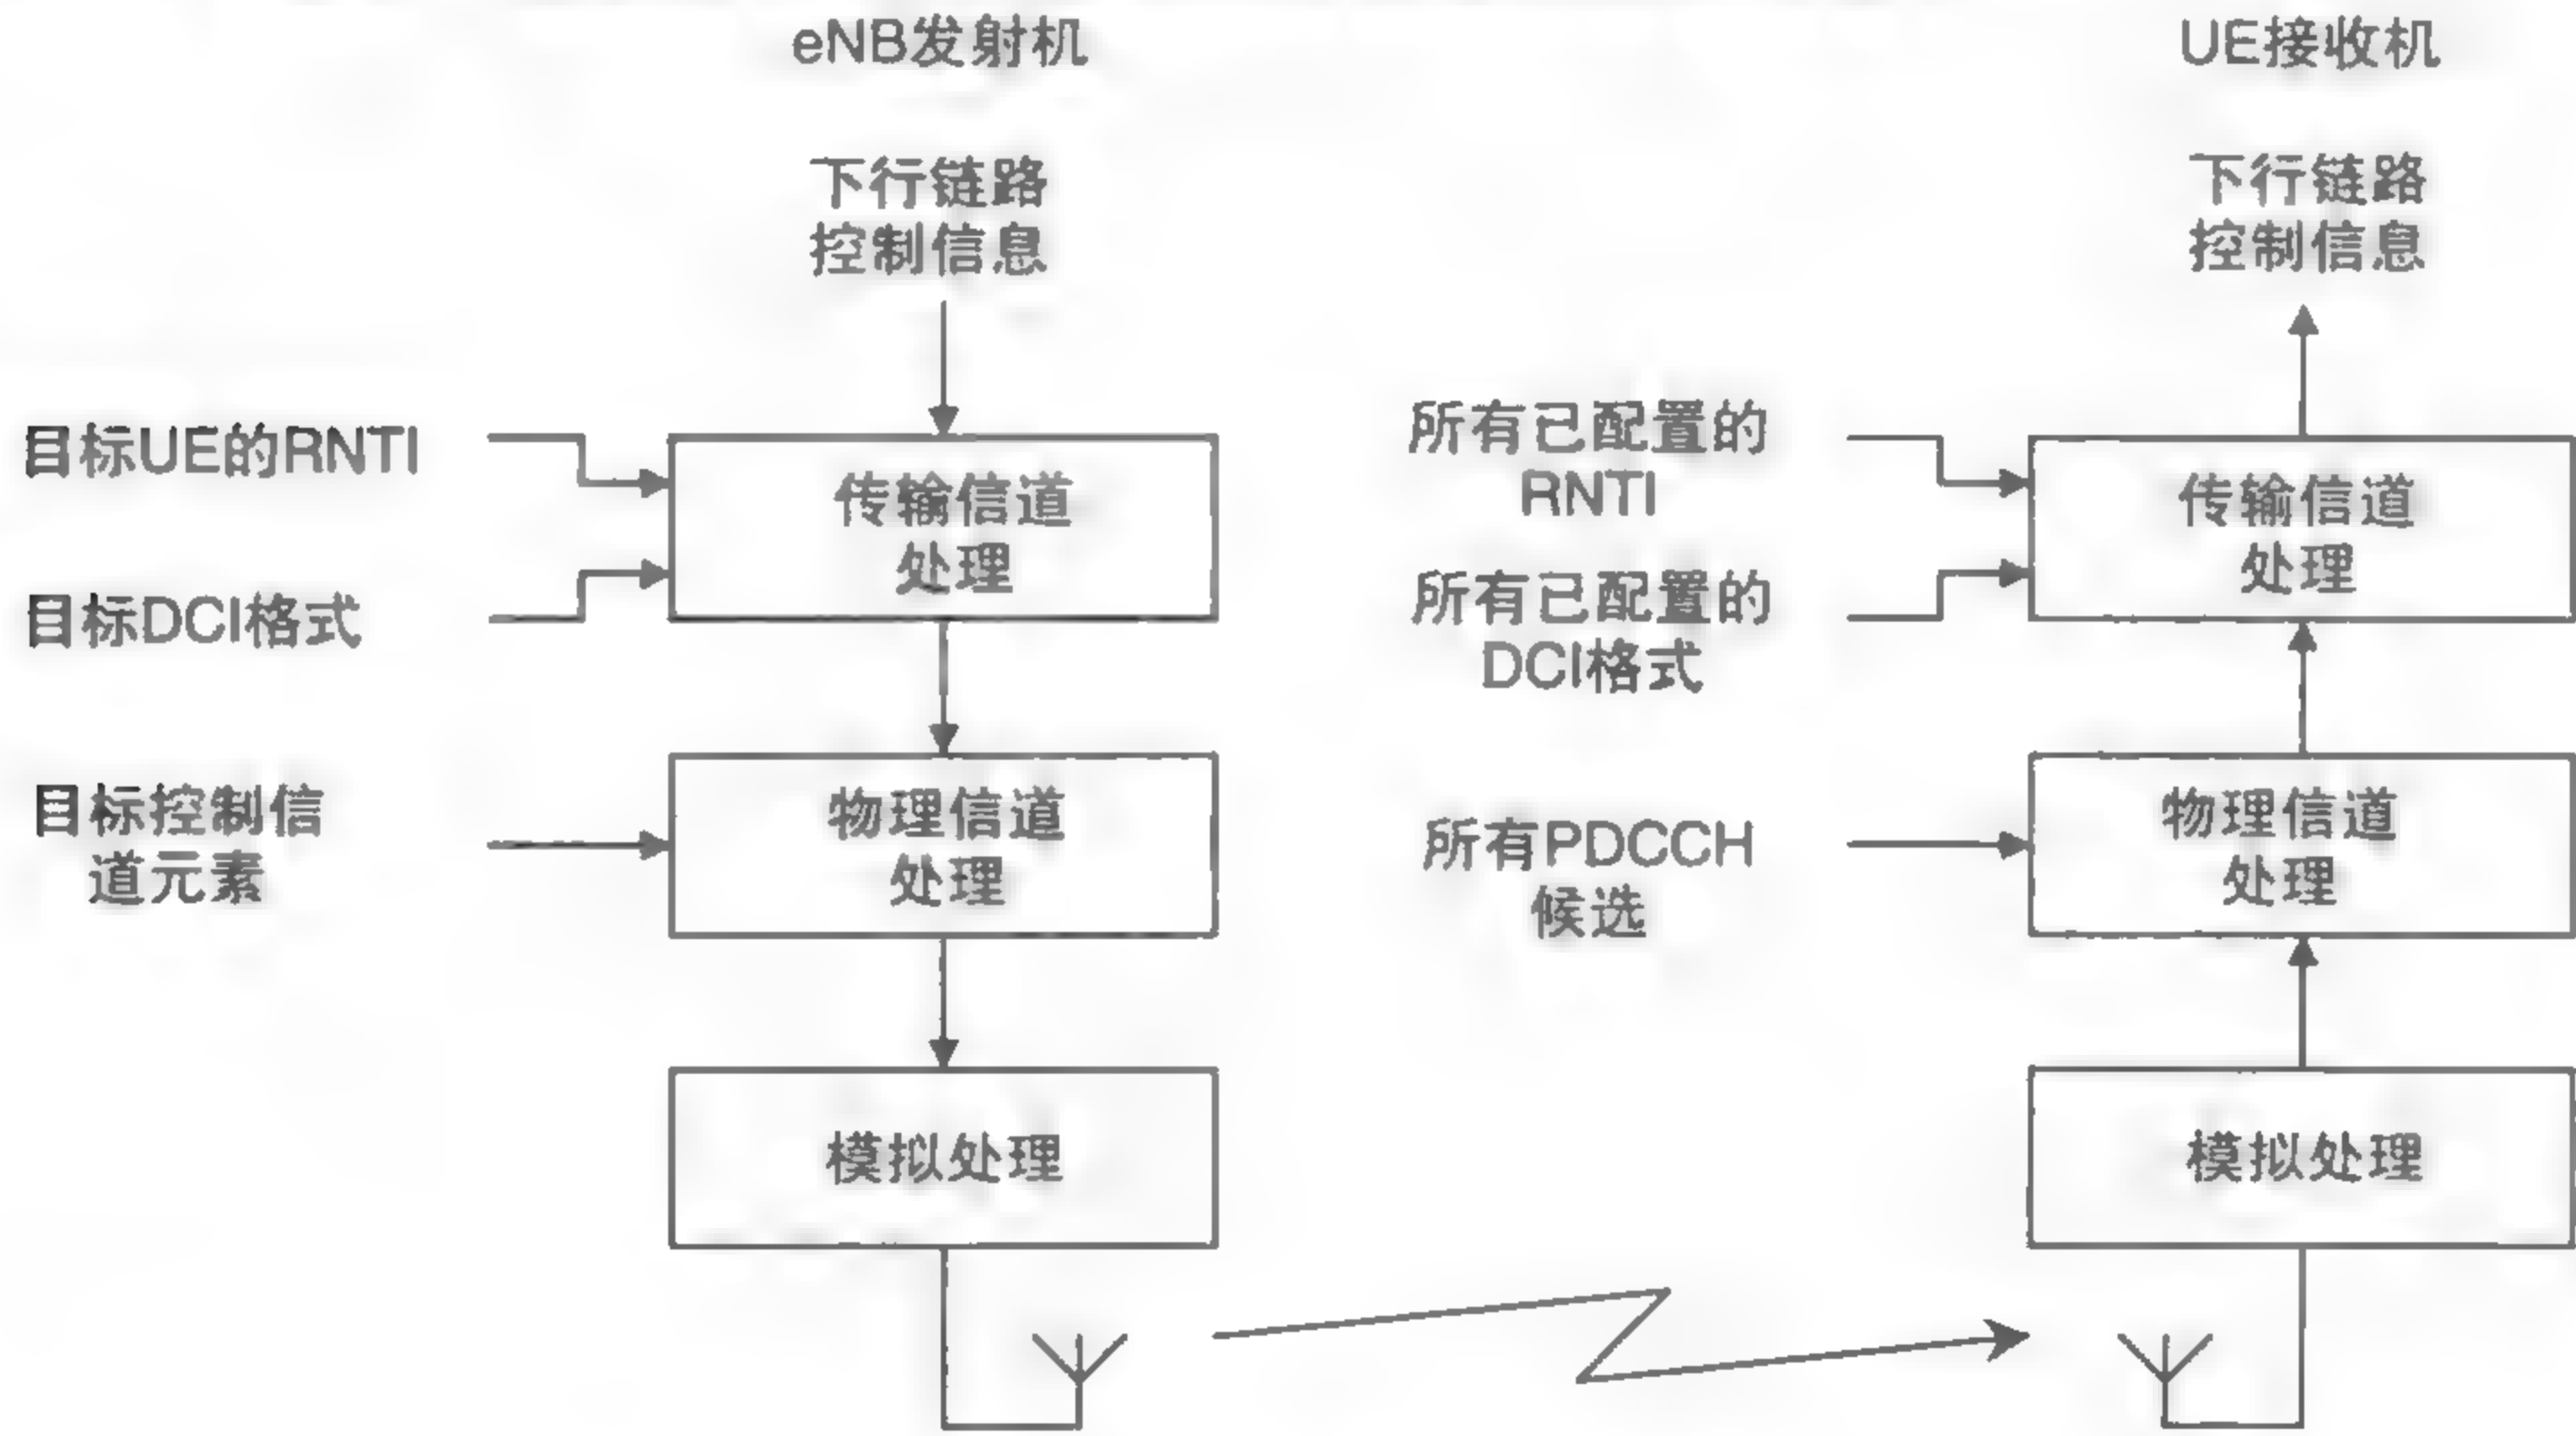 eNB发射机
下行链路
控制信息
目标UE的RNTI
目标DCI格式
传输信道
处理
目标控制信
道元素
物理信道
处理
模拟处理
UE接收机
下行链路
控制信息
所有已配置的
RNTI
所有已配置的
DCI格式
传输信道
处理
所有PDCCH
候选
物理信道
处理
模拟处理